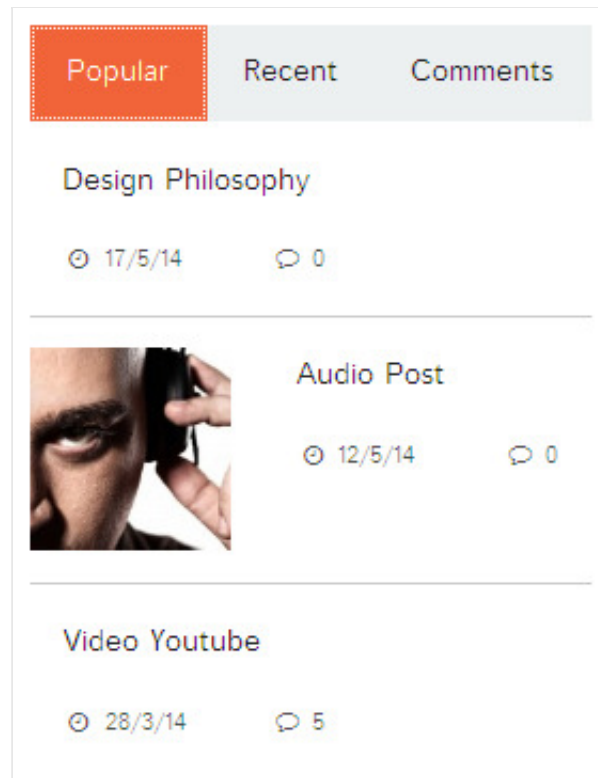 Popular Recent Comments
Design Philosophy
17/5/14 0
Audio Post
12/5/14 0
Video Youtube
28/3/14 5